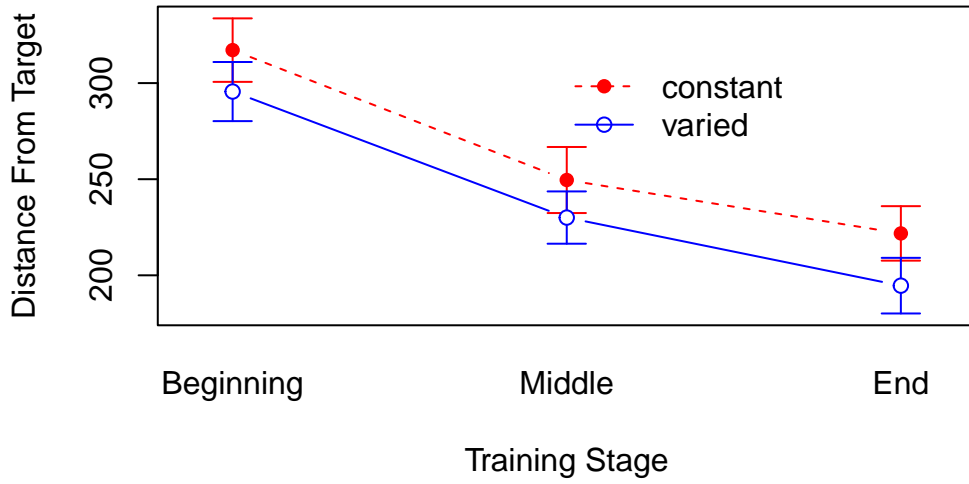 Distance From Target
300
250
200
constant
varied
Beginning Middle End
Training Stage